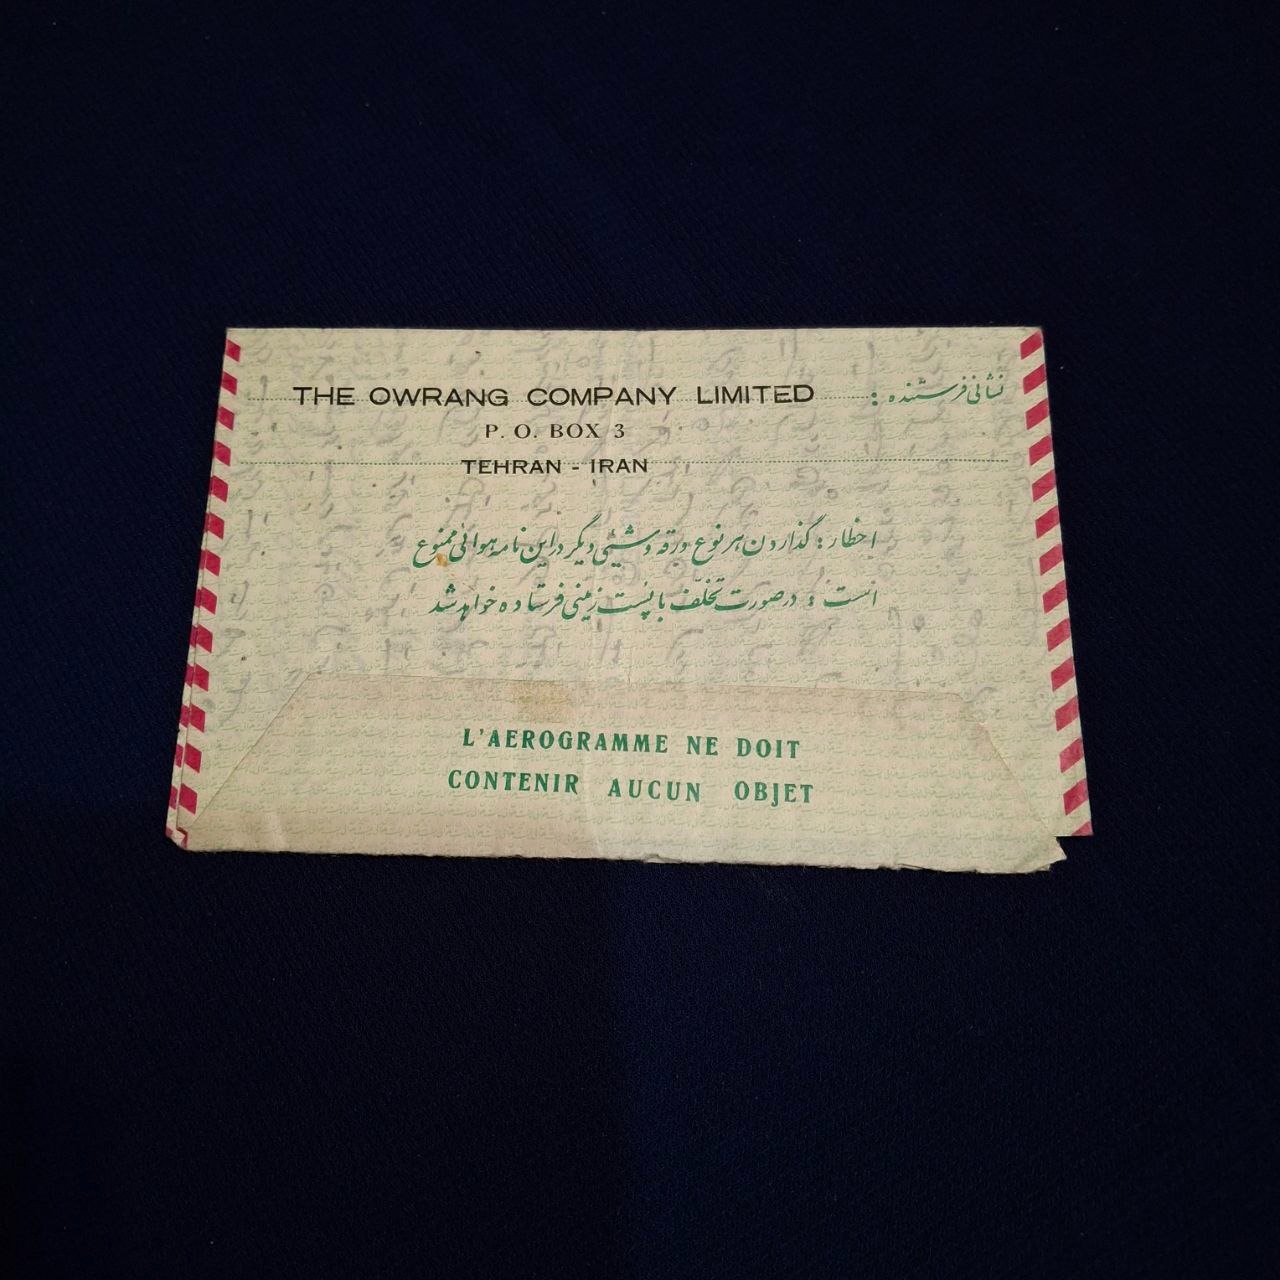 THE OWRANG COMPANY LIMITED نشانی فرستنده :
P. O. BOX 3
TEHRAN - IRAN
اخطار : گذاردن هر نوع ورقه و شیئی دیگر در این نامه هوائی ممنوع
است و در صورت تخلف با پست زمینی فرستاده خواهد شد
L'AEROGRAMME NE DOIT
CONTENIR AUCUN OBJET